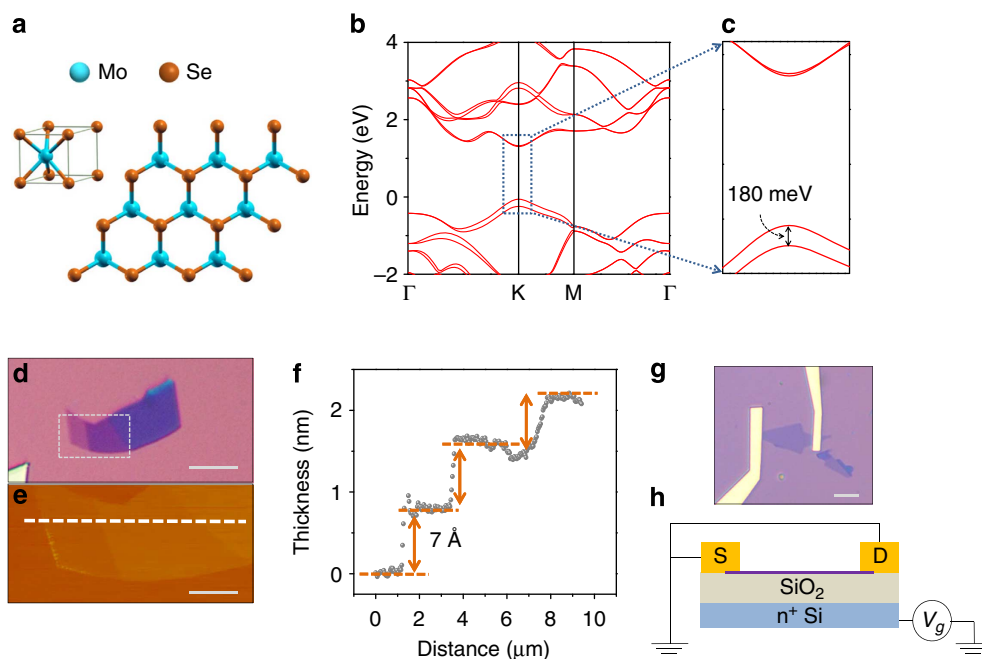 a
Mo Se
b
Energy (eV)
4
2
0
−2
Γ K M Γ
c
180 meV
d
e
f
Thickness (nm)
2
1
0
7 Å
0 2 4 6 8 10
Distance (μm)
g
h
S D
SiO2
n+ Si
Vg